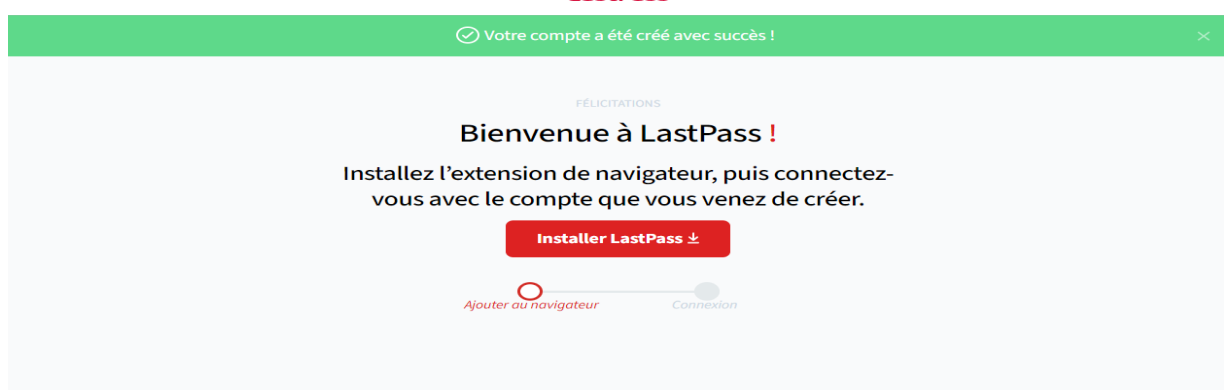 Votre compte a été créé avec succès !
FÉLICITATIONS
Bienvenue à LastPass !
Installez l’extension de navigateur, puis connectez-
vous avec le compte que vous venez de créer.
Installer LastPass
Ajouter au navigateur
Connexion